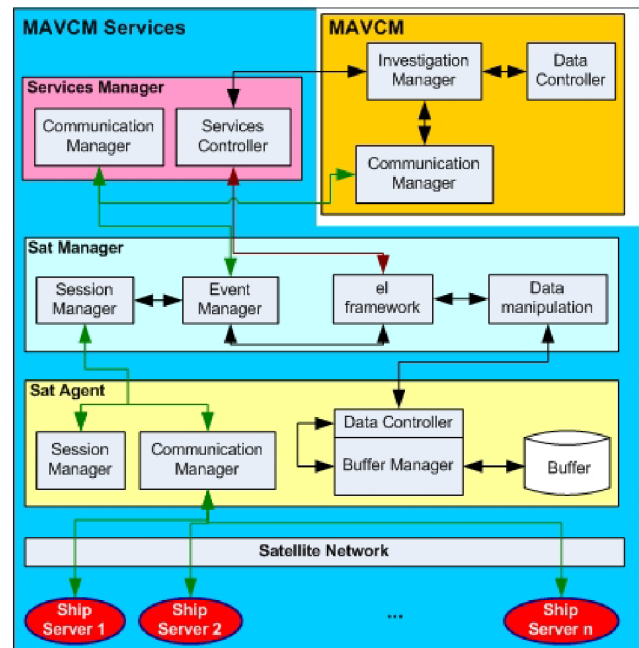 MAVCM Services
MAVCM
Investigation
Manager
Data
Controller
Communication
Manager
Services Manager
Communication
Manager
Services
Controller
Sat Manager
Session
Manager
Event
Manager
eI
framework
Data
manipulation
Sat Agent
Session
Manager
Communication
Manager
Data Controller
Buffer Manager
Buffer
Satellite Network
Ship
Server 1
Ship
Server 2
...
Ship
Server n